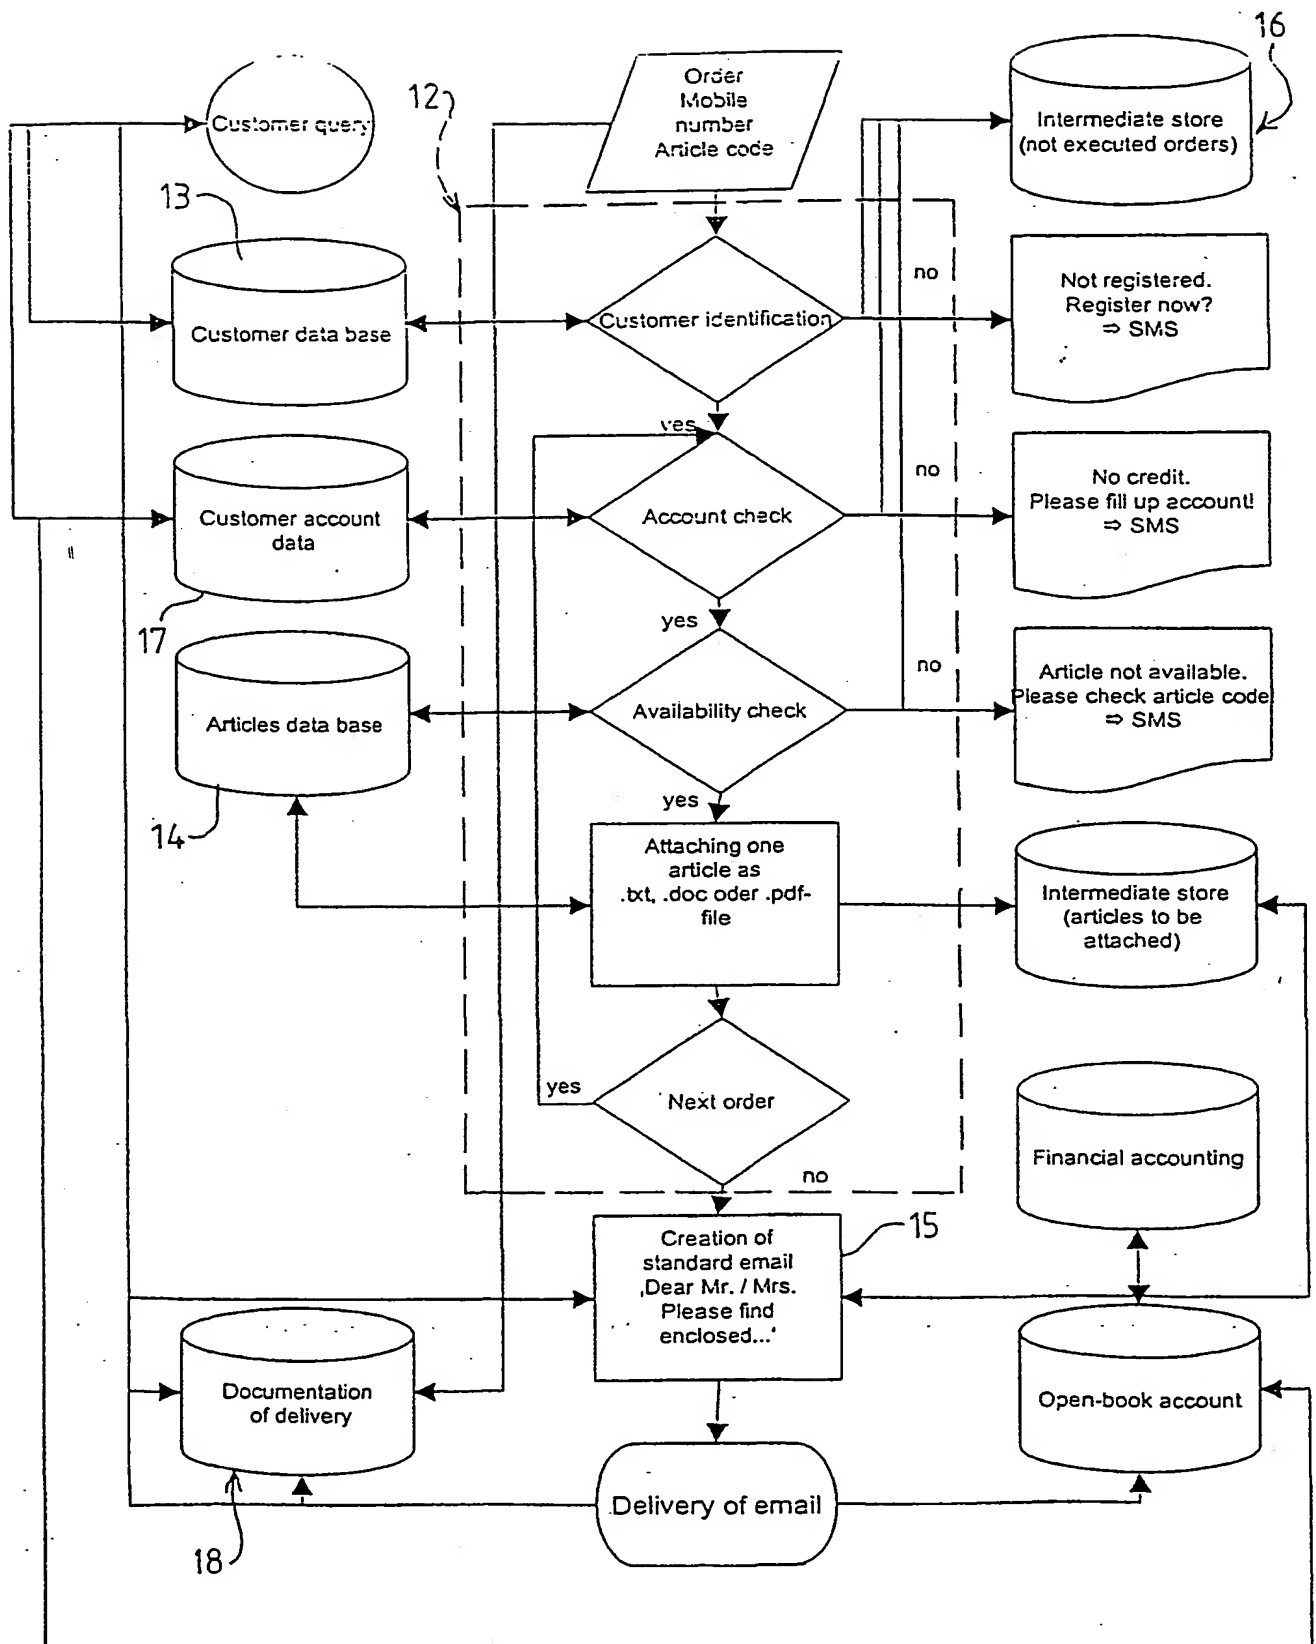 16
12
Customer query
Order
Mobile
number
Article code
Intermediate store
(not executed orders)
13
Customer data base
Customer identification
no
Not registered.
Register now?
⇒ SMS
yes
Customer account
data
17
Account check
no
No credit.
Please fill up account!
⇒ SMS
yes
Articles data base
14
Availability check
no
Article not available.
Please check article code
⇒ SMS
yes
Attaching one
article as
.txt, .doc oder .pdf-
file
Intermediate store
(articles to be
attached)
yes
Next order
no
Financial accounting
15
Creation of
standard email
‚Dear Mr. / Mrs.
Please find
enclosed...‘
Documentation
of delivery
18
Open-book account
Delivery of email